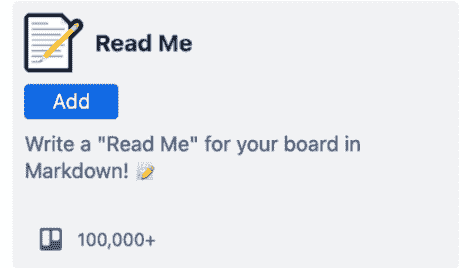 Read Me
Add
Write a "Read Me" for your board in
Markdown! 📝
100,000+